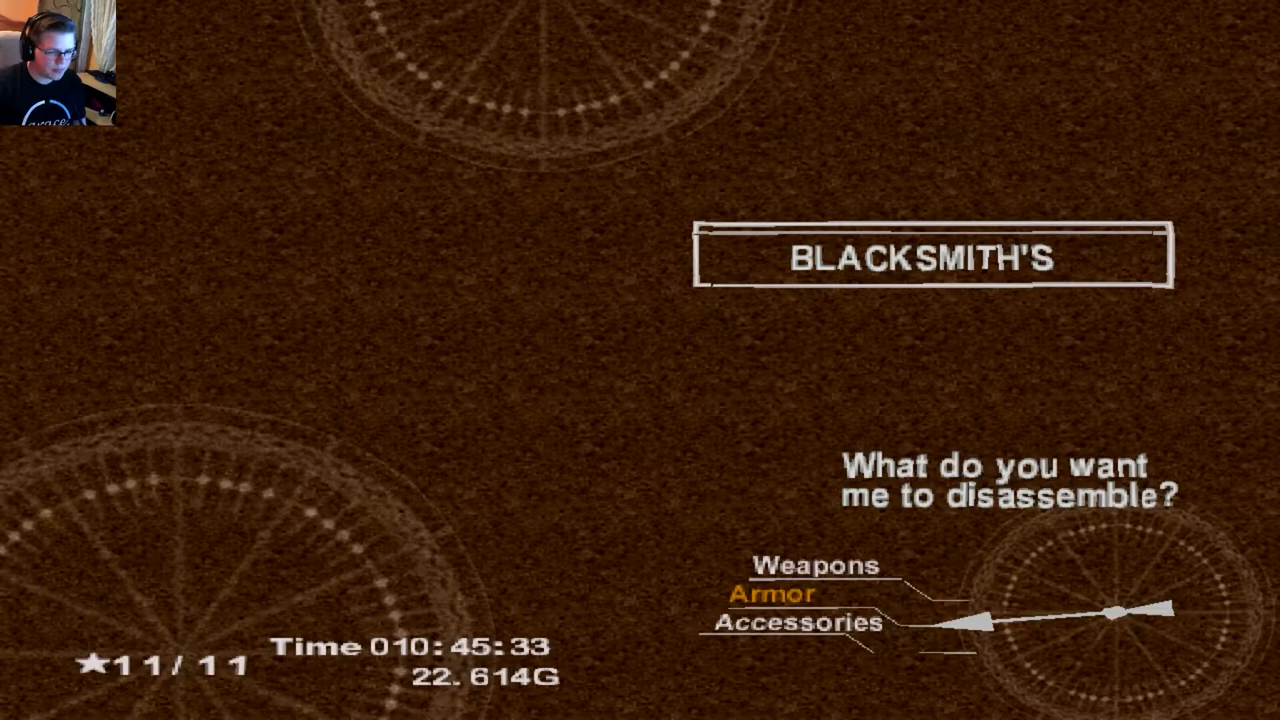 grace
BLACKSMITH'S
What do you want
me to disassemble?
Weapons
Armor
Accessories
Time 010:45:33
★11/11
22.614G